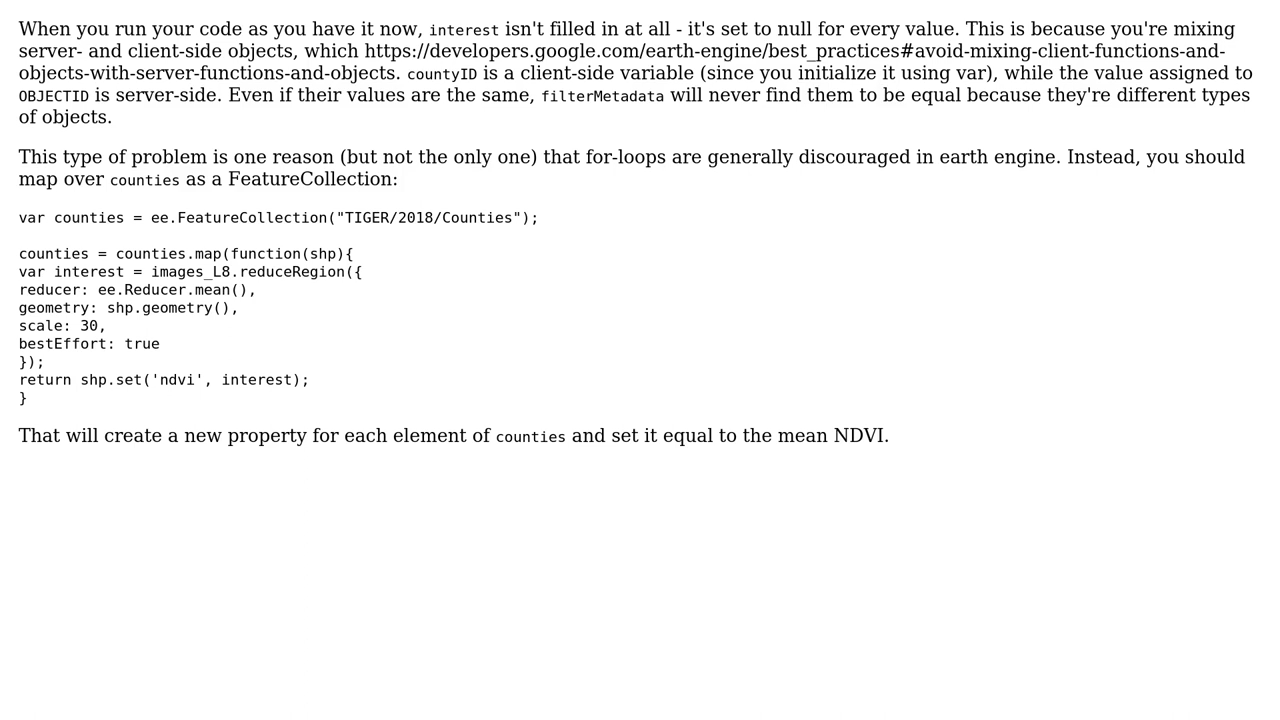 When you run your code as you have it now, interest isn't filled in at all - it's set to null for every value. This is because you're mixing
server- and client-side objects, which https://developers.google.com/earth-engine/best_practices#avoid-mixing-client-functions-and-
objects-with-server-functions-and-objects. countyID is a client-side variable (since you initialize it using var), while the value assigned to
OBJECTID is server-side. Even if their values are the same, filterMetadata will never find them to be equal because they're different types
of objects.
This type of problem is one reason (but not the only one) that for-loops are generally discouraged in earth engine. Instead, you should
map over counties as a FeatureCollection:
var counties = ee.FeatureCollection("TIGER/2018/Counties");
counties = counties.map(function(shp){
var interest = images_L8.reduceRegion({
reducer: ee.Reducer.mean(),
geometry: shp.geometry(),
scale: 30,
bestEffort: true
});
return shp.set('ndvi', interest);
}
That will create a new property for each element of counties and set it equal to the mean NDVI.